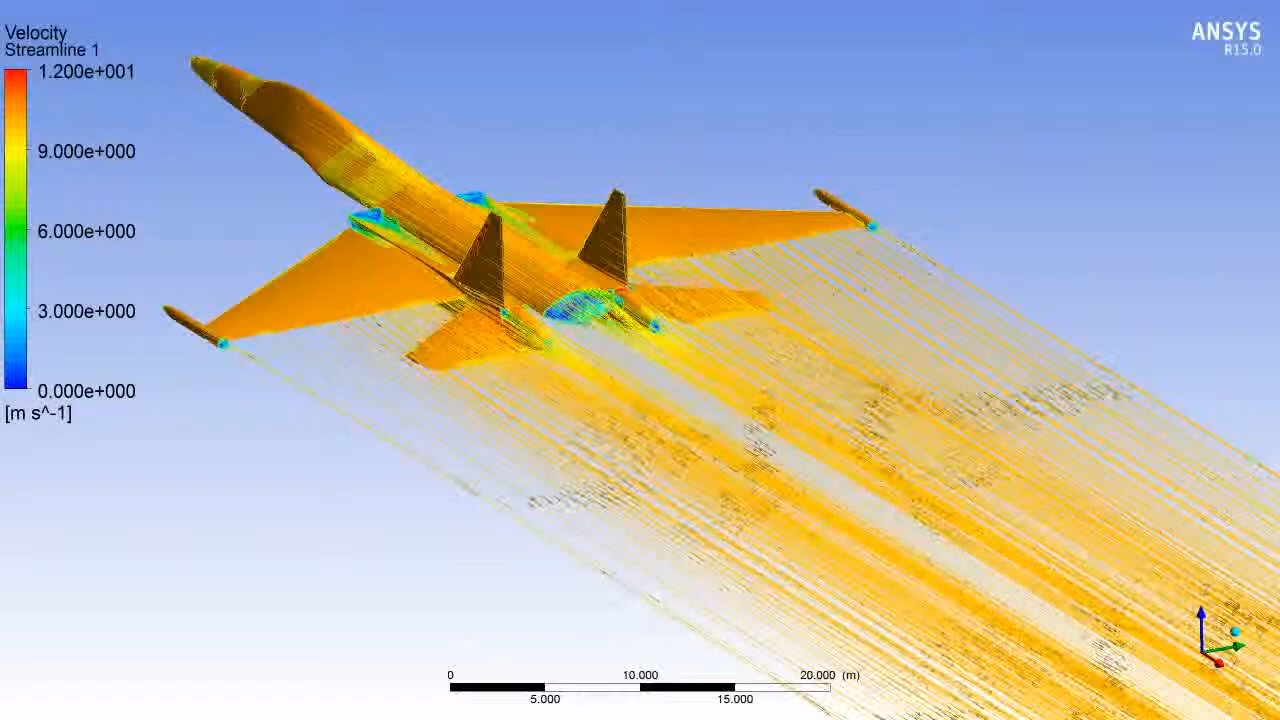 Velocity
Streamline 1
1.200e+001
9.000e+000
6.000e+000
3.000e+000
0.000e+000
[m s^-1]
ANSYS
R15.0
0 10.000 20.000 (m)
5.000 15.000